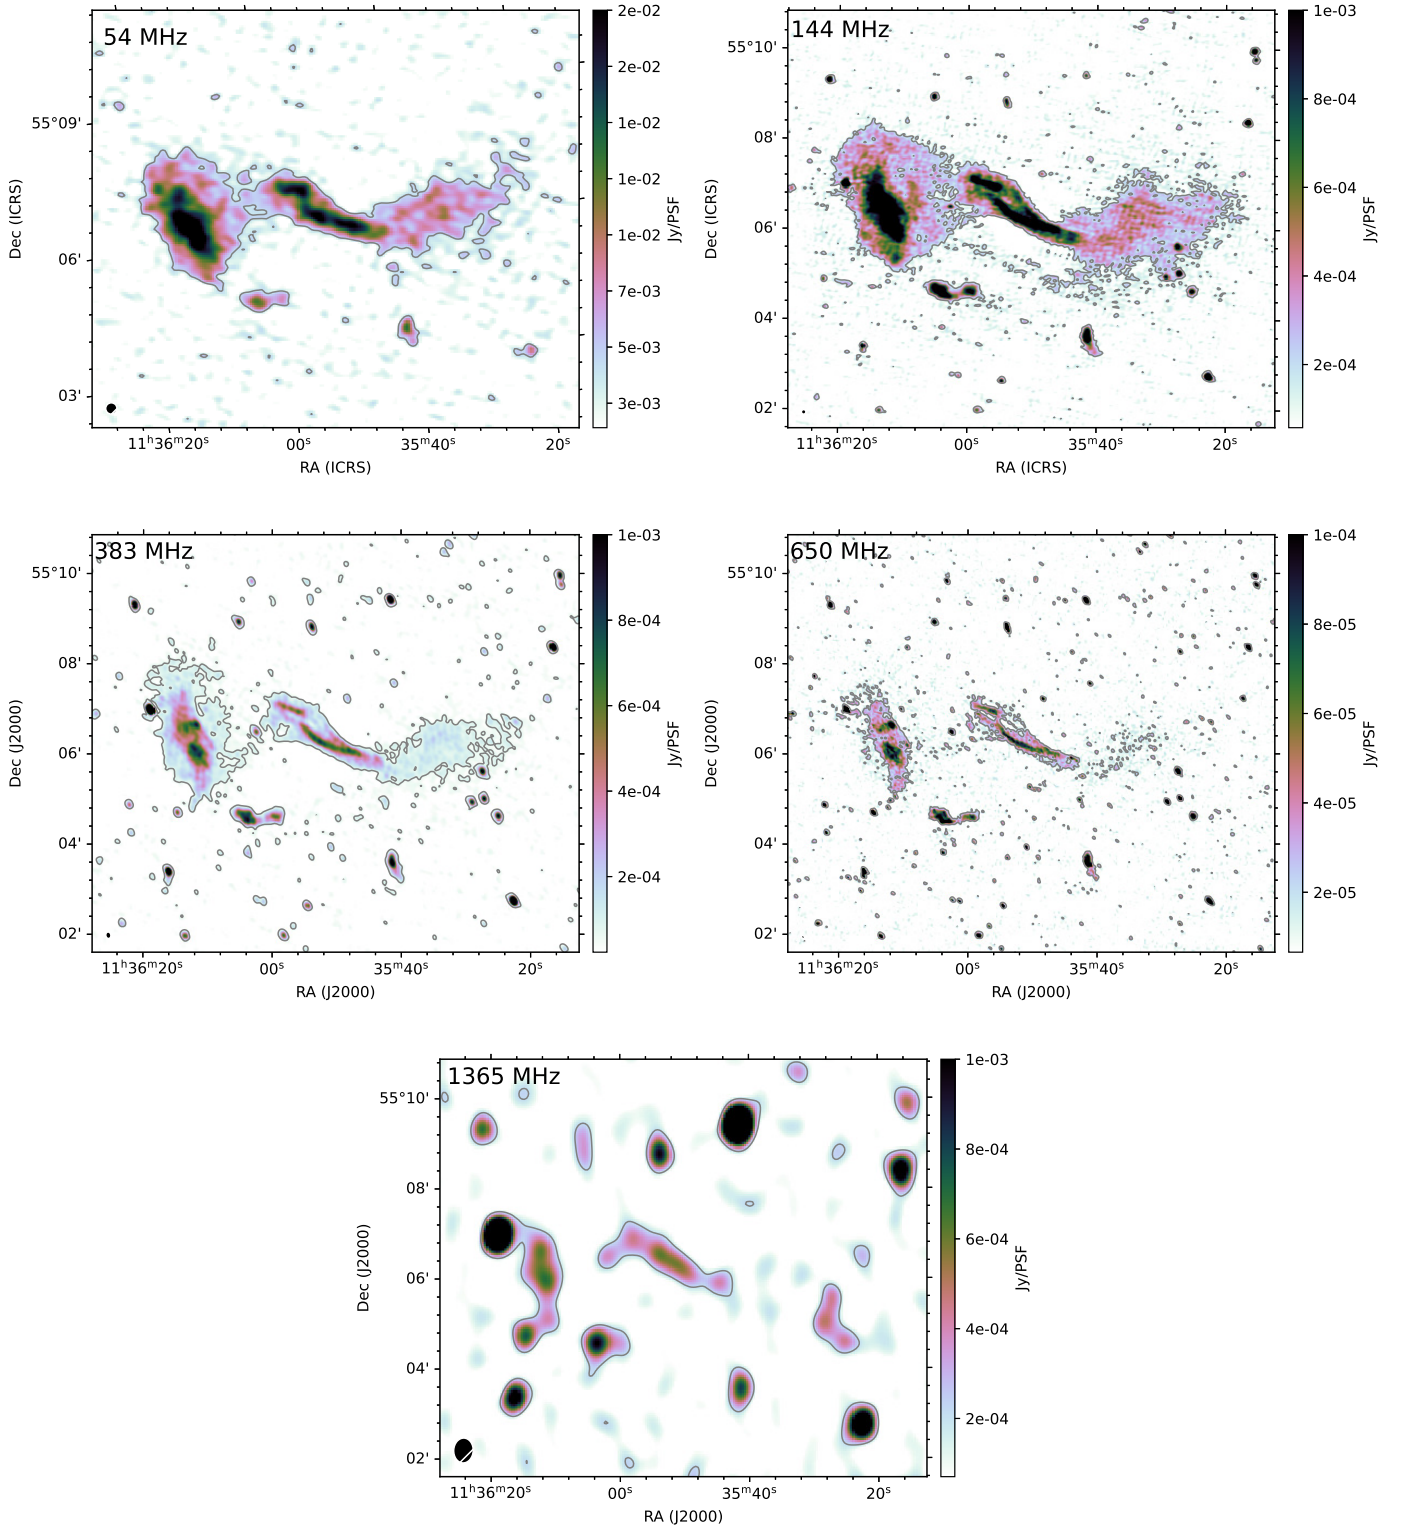 54 MHz
55°09'
06'
03'
Dec (ICRS)
11ʰ36ᵐ20ˢ 00ˢ 35ᵐ40ˢ 20ˢ
RA (ICRS)
2e-02
2e-02
1e-02
1e-02
1e-02
7e-03
5e-03
3e-03
Jy/PSF
144 MHz
55°10'
08'
06'
04'
02'
Dec (ICRS)
11ʰ36ᵐ20ˢ 00ˢ 35ᵐ40ˢ 20ˢ
RA (ICRS)
1e-03
8e-04
6e-04
4e-04
2e-04
Jy/PSF
383 MHz
55°10'
08'
06'
04'
02'
Dec (J2000)
11ʰ36ᵐ20ˢ 00ˢ 35ᵐ40ˢ 20ˢ
RA (J2000)
1e-03
8e-04
6e-04
4e-04
2e-04
Jy/PSF
650 MHz
55°10'
08'
06'
04'
02'
Dec (J2000)
11ʰ36ᵐ20ˢ 00ˢ 35ᵐ40ˢ 20ˢ
RA (J2000)
1e-04
8e-05
6e-05
4e-05
2e-05
Jy/PSF
1365 MHz
55°10'
08'
06'
04'
02'
Dec (J2000)
11ʰ36ᵐ20ˢ 00ˢ 35ᵐ40ˢ 20ˢ
RA (J2000)
1e-03
8e-04
6e-04
4e-04
2e-04
Jy/PSF